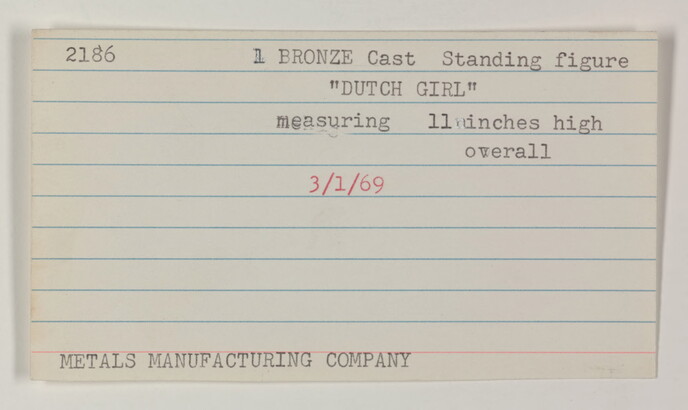 2186 1 BRONZE Cast Standing figure
"DUTCH GIRL"
measuring 11 inches high
overall
3/1/69
METALS MANUFACTURING COMPANY